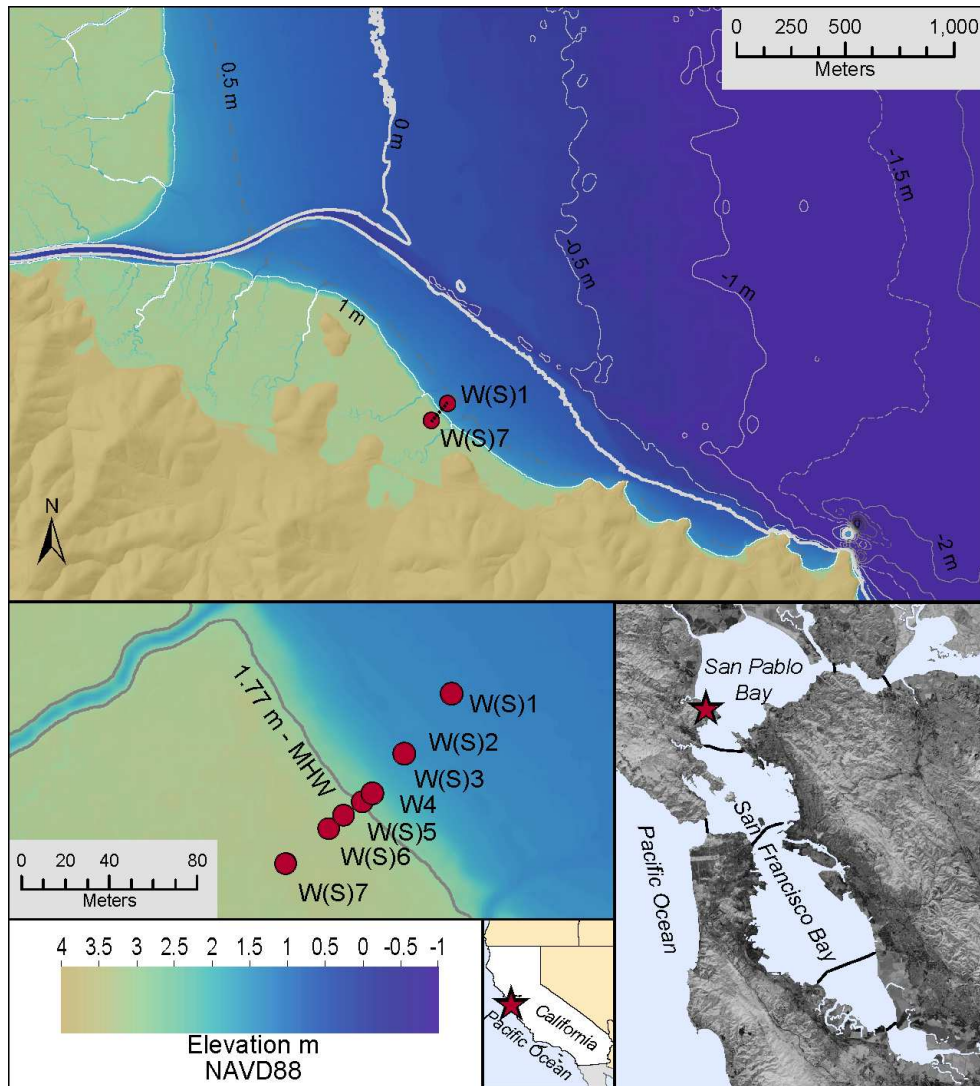 0 250 500 1,000
Meters
0.5 m
0 m
-0.5 m
-1 m
-1.5 m
-2 m
0
1 m
W(S)1
W(S)7
N
1.77 m - MHW
W(S)1
W(S)2
W(S)3
W4
W(S)5
W(S)6
W(S)7
0 20 40 80
Meters
4 3.5 3 2.5 2 1.5 1 0.5 0 -0.5 -1
Elevation m
NAVD88
California
Pacific Ocean
San Pablo
Bay
San Francisco Bay
Pacific Ocean